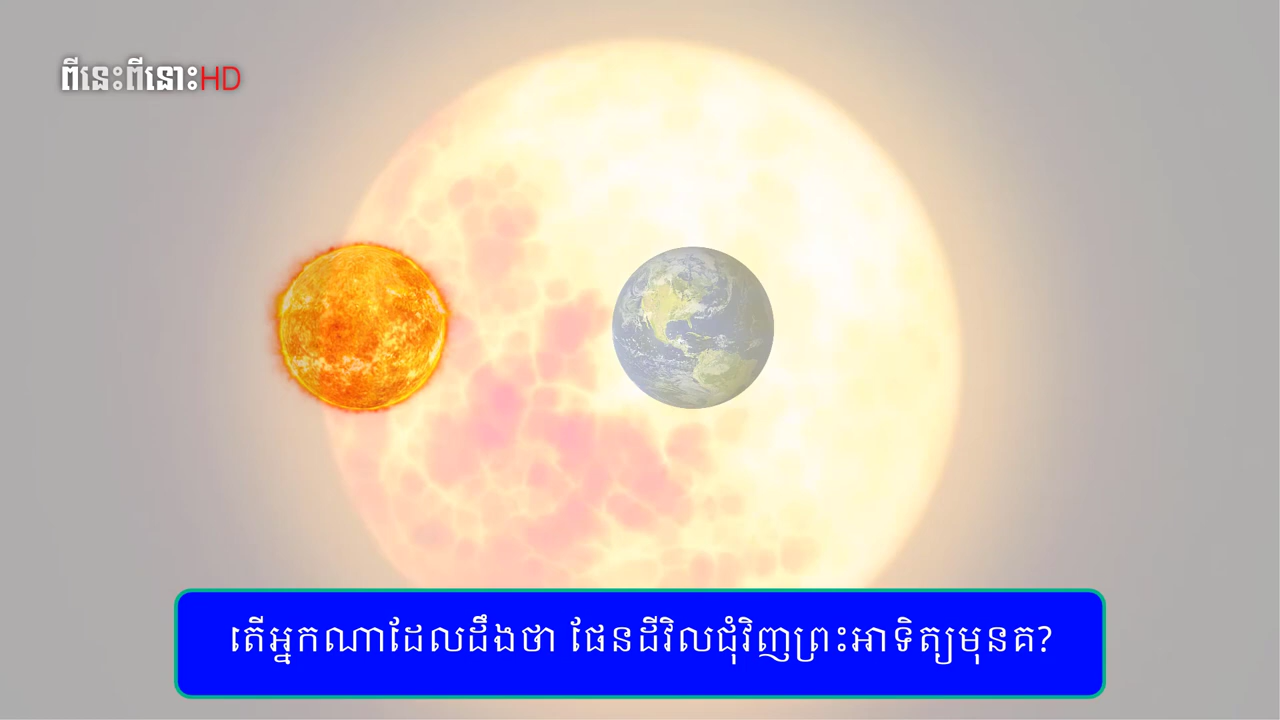 ពីនេះពីនោះHD
តើអ្នកណាដែលដឹងថា ផែនដីវិលជុំវិញព្រះអាទិត្យមុនគ?